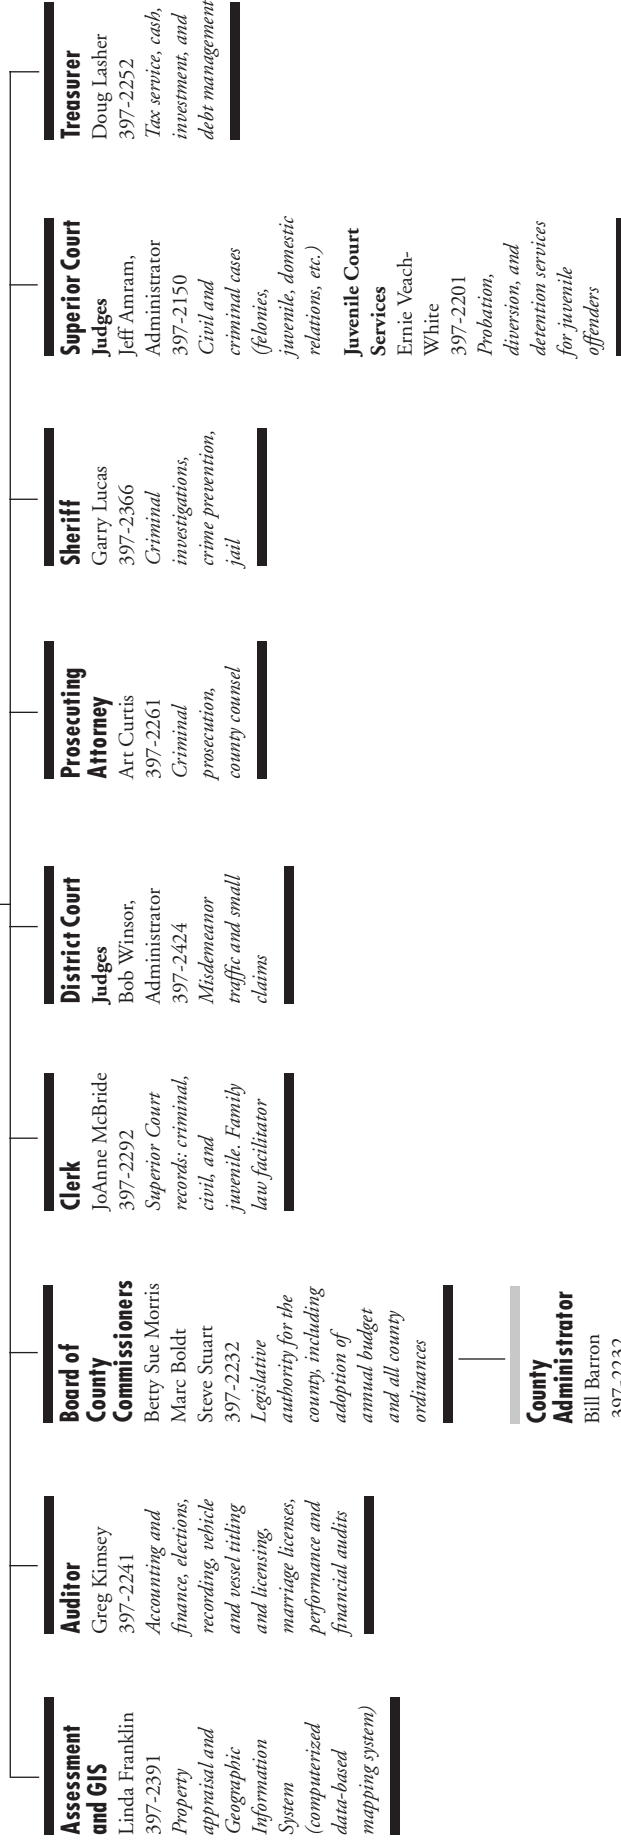 Assessment
and GIS
Linda Franklin
397-2391
Property
appraisal and
Geographic
Information
System
(computerized
data-based
mapping system)
Auditor
Greg Kimsey
397-2241
Accounting and
finance, elections,
recording, vehicle
and vessel titling
and licensing,
marriage licenses,
performance and
financial audits
Board of
County
Commissioners
Betty Sue Morris
Marc Boldt
Steve Stuart
397-2232
Legislative
authority for the
county, including
adoption of
annual budget
and all county
ordinances
County
Administrator
Bill Barron
397-2232
Clerk
JoAnne McBride
397-2292
Superior Court
records: criminal,
civil, and
juvenile. Family
law facilitator
District Court
Judges
Bob Winsor,
Administrator
397-2424
Misdemeanor
traffic and small
claims
Prosecuting
Attorney
Art Curtis
397-2261
Criminal
prosecution,
county counsel
Sheriff
Garry Lucas
397-2366
Criminal
investigations,
crime prevention,
jail
Superior Court
Judges
Jeff Amram,
Administrator
397-2150
Civil and
criminal cases
(felonies,
juvenile, domestic
relations, etc.)
Juvenile Court
Services
Ernie Veach-
White
397-2201
Probation,
diversion, and
detention services
for juvenile
offenders
Treasurer
Doug Lasher
397-2252
Tax service, cash,
investment, and
debt management